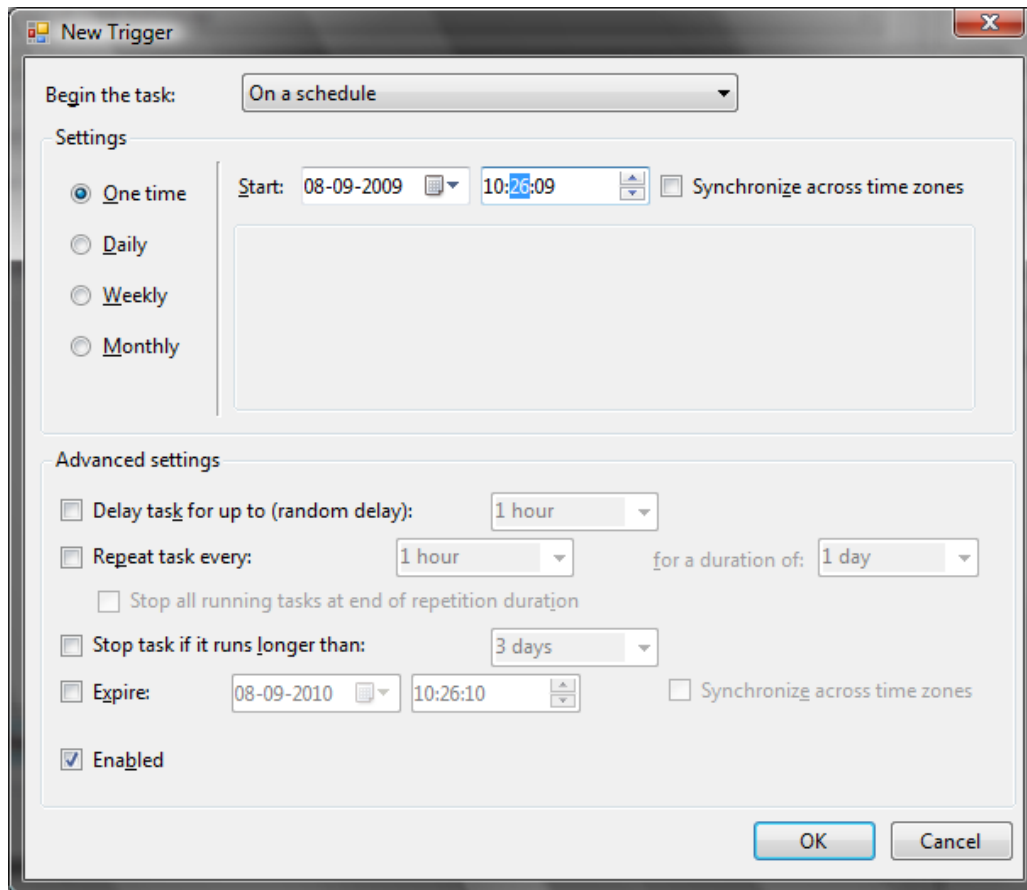 New Trigger
Begin the task: On a schedule
Settings
One time Start: 08-09-2009 10:26:09 Synchronize across time zones
Daily
Weekly
Monthly
Advanced settings
Delay task for up to (random delay): 1 hour
Repeat task every: 1 hour for a duration of: 1 day
Stop all running tasks at end of repetition duration
Stop task if it runs longer than: 3 days
Expire: 08-09-2010 10:26:10 Synchronize across time zones
Enabled
OK Cancel